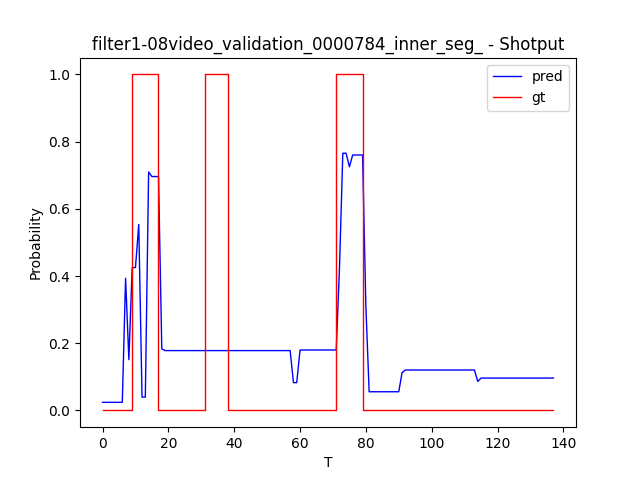 filter1-08video_validation_0000784_inner_seg_ - Shotput
pred
gt
1.0
0.8
0.6
0.4
0.2
0.0
Probability
0 20 40 60 80 100 120 140
T